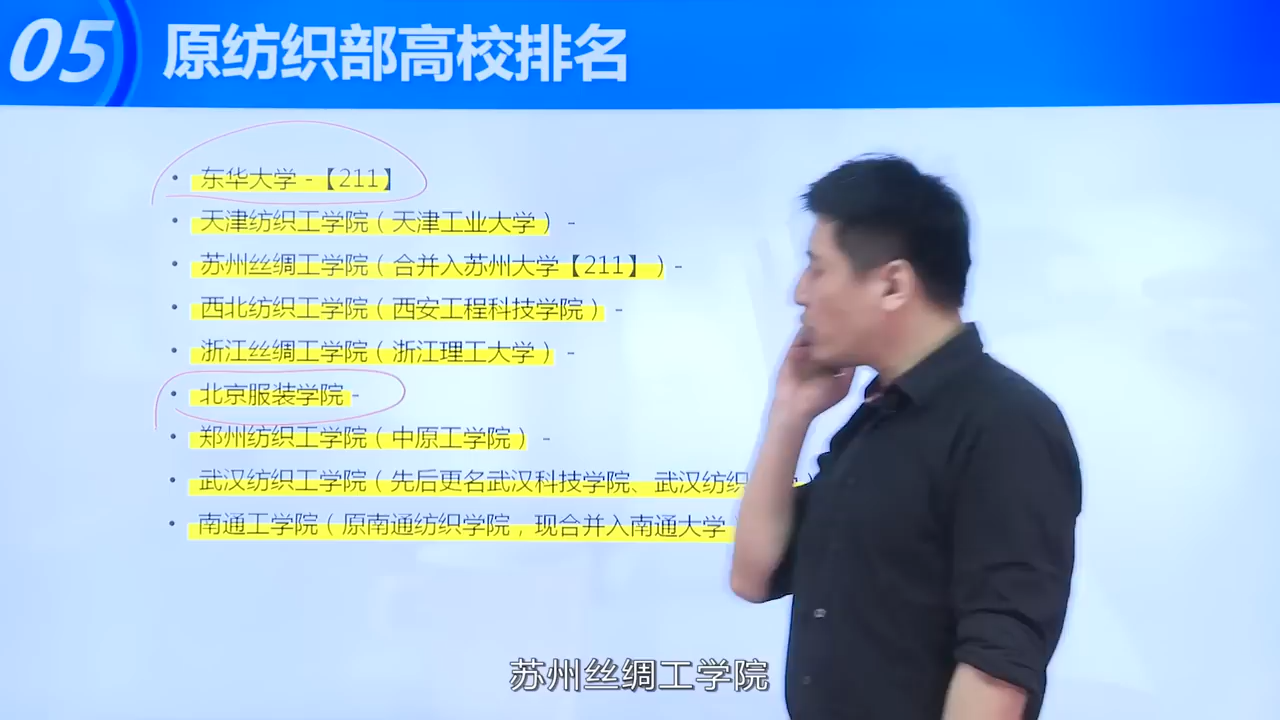 05 原纺织部高校排名
• 东华大学 -【211】
• 天津纺织工学院（天津工业大学） -
• 苏州丝绸工学院（合并入苏州大学【211】） -
• 西北纺织工学院（西安工程科技学院） -
• 浙江丝绸工学院（浙江理工大学） -
• 北京服装学院 -
• 郑州纺织工学院（中原工学院） -
• 武汉纺织工学院（先后更名武汉科技学院、武汉纺织
• 南通工学院（原南通纺织学院，现合并入南通大学
苏州丝绸工学院